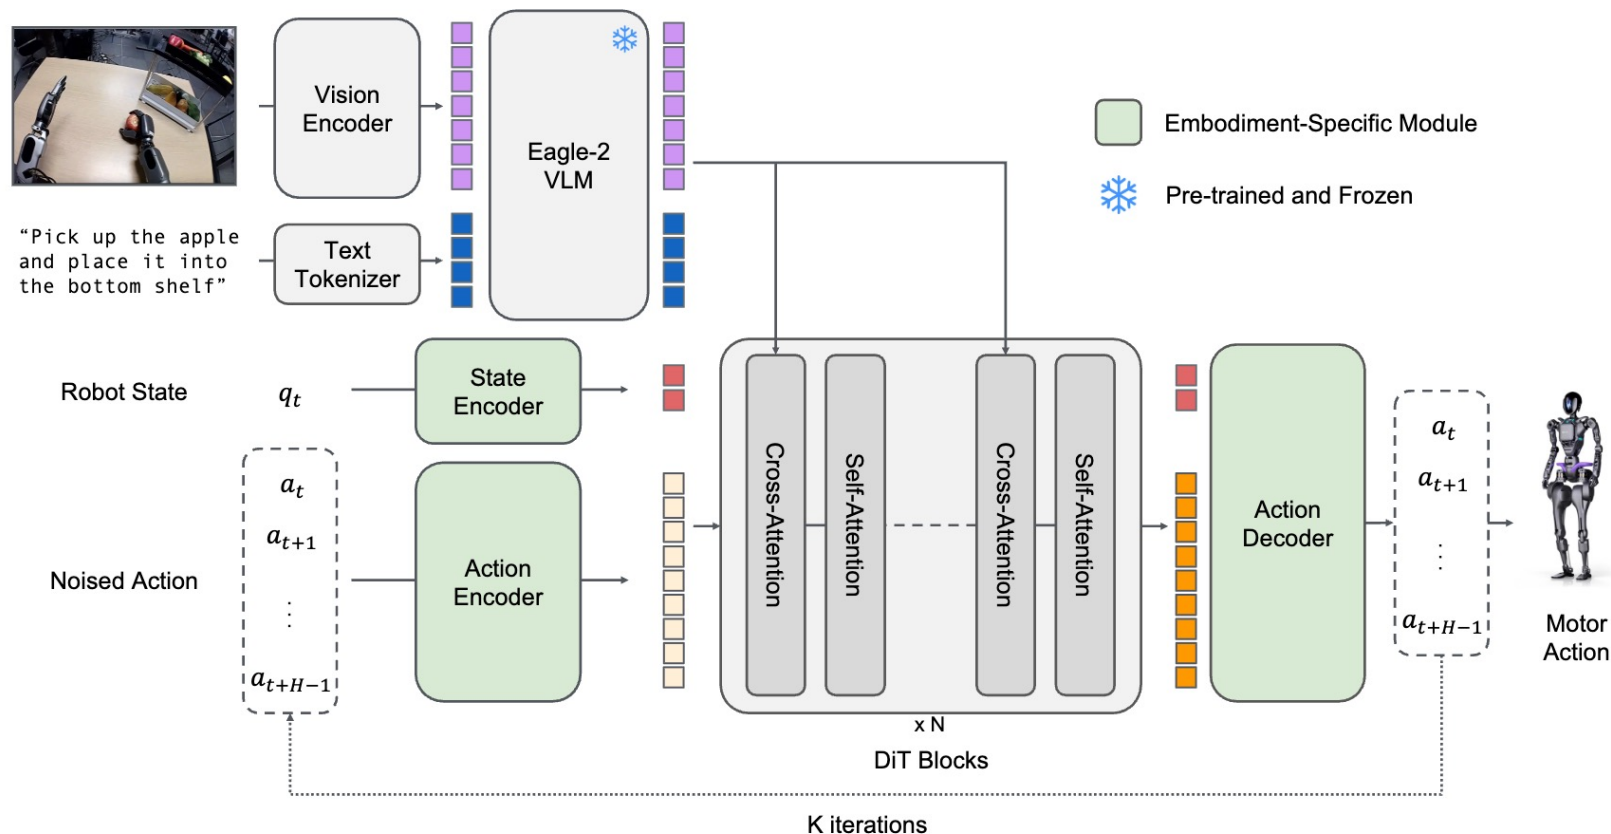 Vision
Encoder
Eagle-2
VLM
Embodiment-Specific Module
Pre-trained and Frozen
“Pick up the apple
and place it into
the bottom shelf”
Text
Tokenizer
Robot State
q_t
State
Encoder
Noised Action
a_t
a_{t+1}
⋮
a_{t+H-1}
Action
Encoder
Cross-Attention
Self-Attention
Cross-Attention
Self-Attention
x N
DiT Blocks
Action
Decoder
a_t
a_{t+1}
⋮
a_{t+H-1}
Motor
Action
K iterations